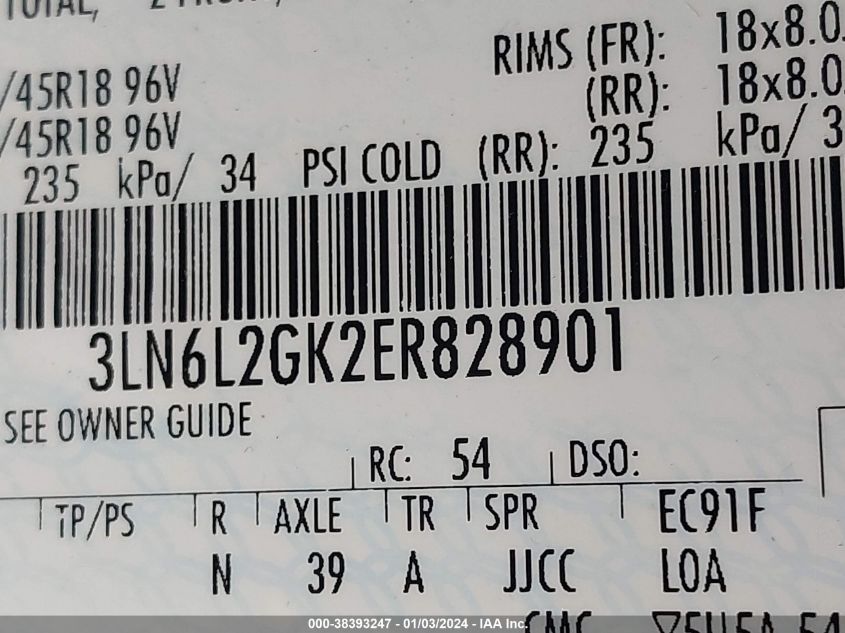 TOTAL,
RIMS (FR): 18x8.0
/45R18 96V (RR): 18x8.0
/45R18 96V
235 kPa/ 34 PSI COLD (RR): 235 kPa/ 3
3LN6L2GK2ER828901
SEE OWNER GUIDE
RC: 54 DSO:
TP/PS R AXLE TR SPR EC91F
N 39 A JJCC LOA
000-38393247 - 01/03/2024 - IAA Inc.